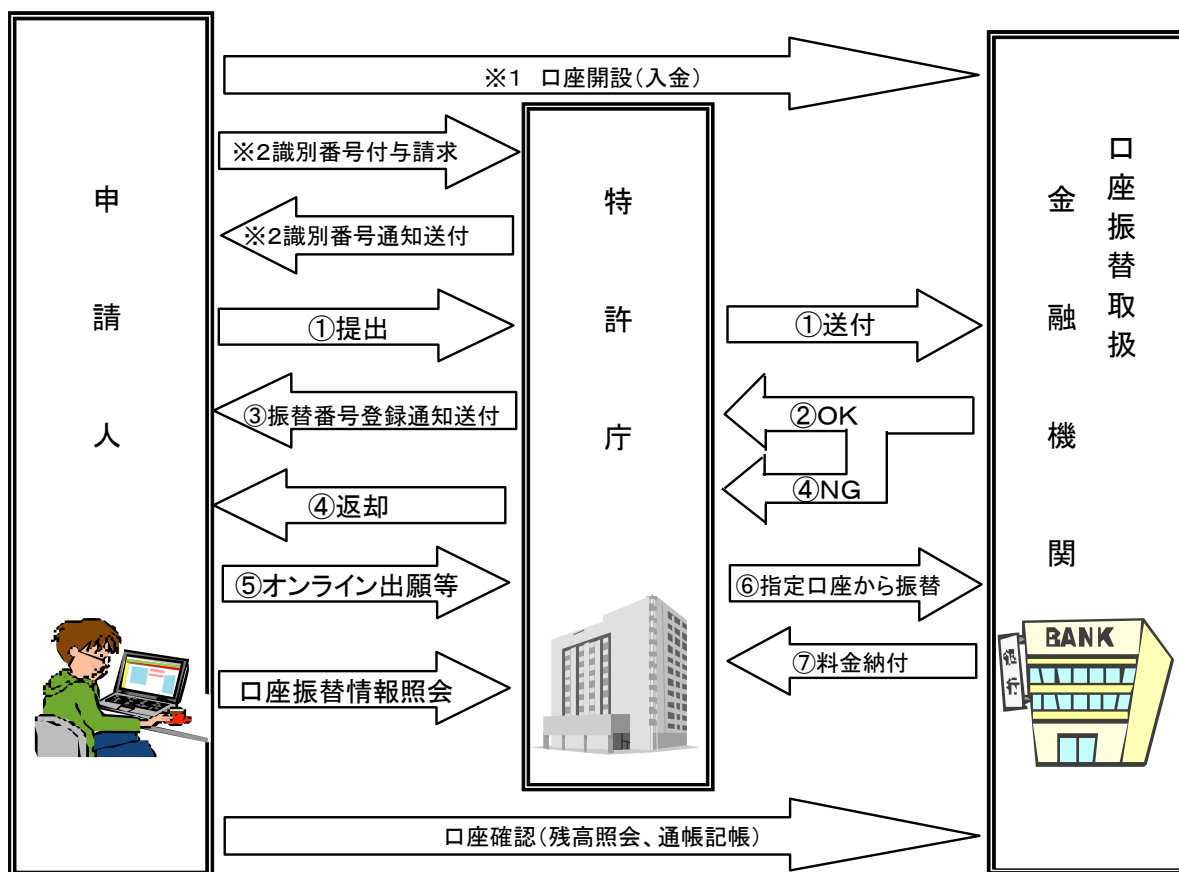 ※1 口座開設(入金)
※2識別番号付与請求
※2識別番号通知送付
申請人
特許庁
口座振替取扱
金融機関
①提出
①送付
③振替番号登録通知送付
②OK
④返却
④NG
⑤オンライン出願等
⑥指定口座から振替
⑦料金納付
口座振替情報照会
BANK
銀行
口座確認(残高照会、通帳記帳)